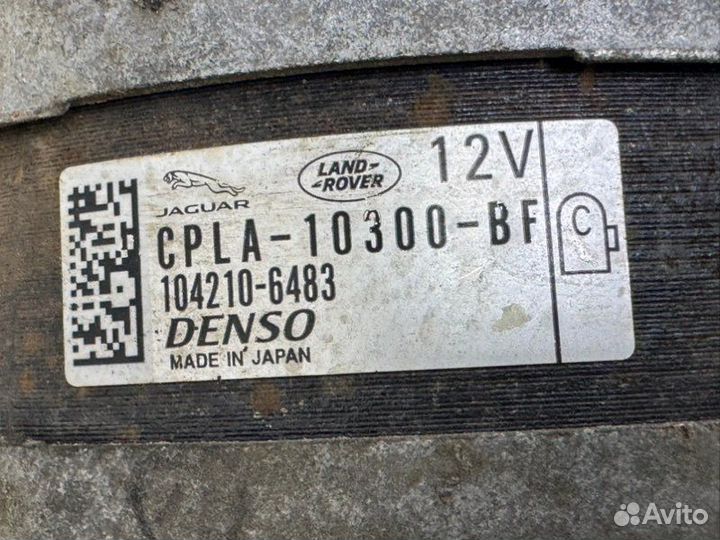 JAGUAR
LAND-
-ROVER
12V
CPLA-10300-BF
C
104210-6483
DENSO
MADE IN JAPAN
Avito